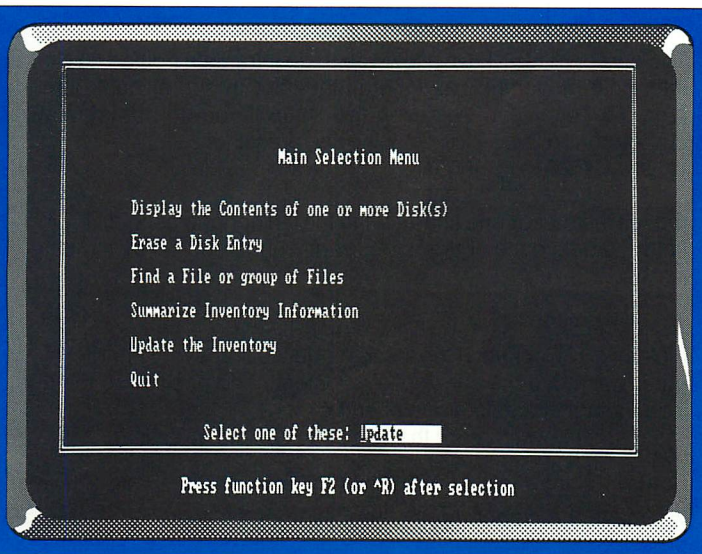 Main Selection Menu
Display the Contents of one or more Disk(s)
Erase a Disk Entry
Find a File or group of Files
Summarize Inventory Information
Update the Inventory
Quit
Select one of these: Update
Press function key F2 (or ^R) after selection